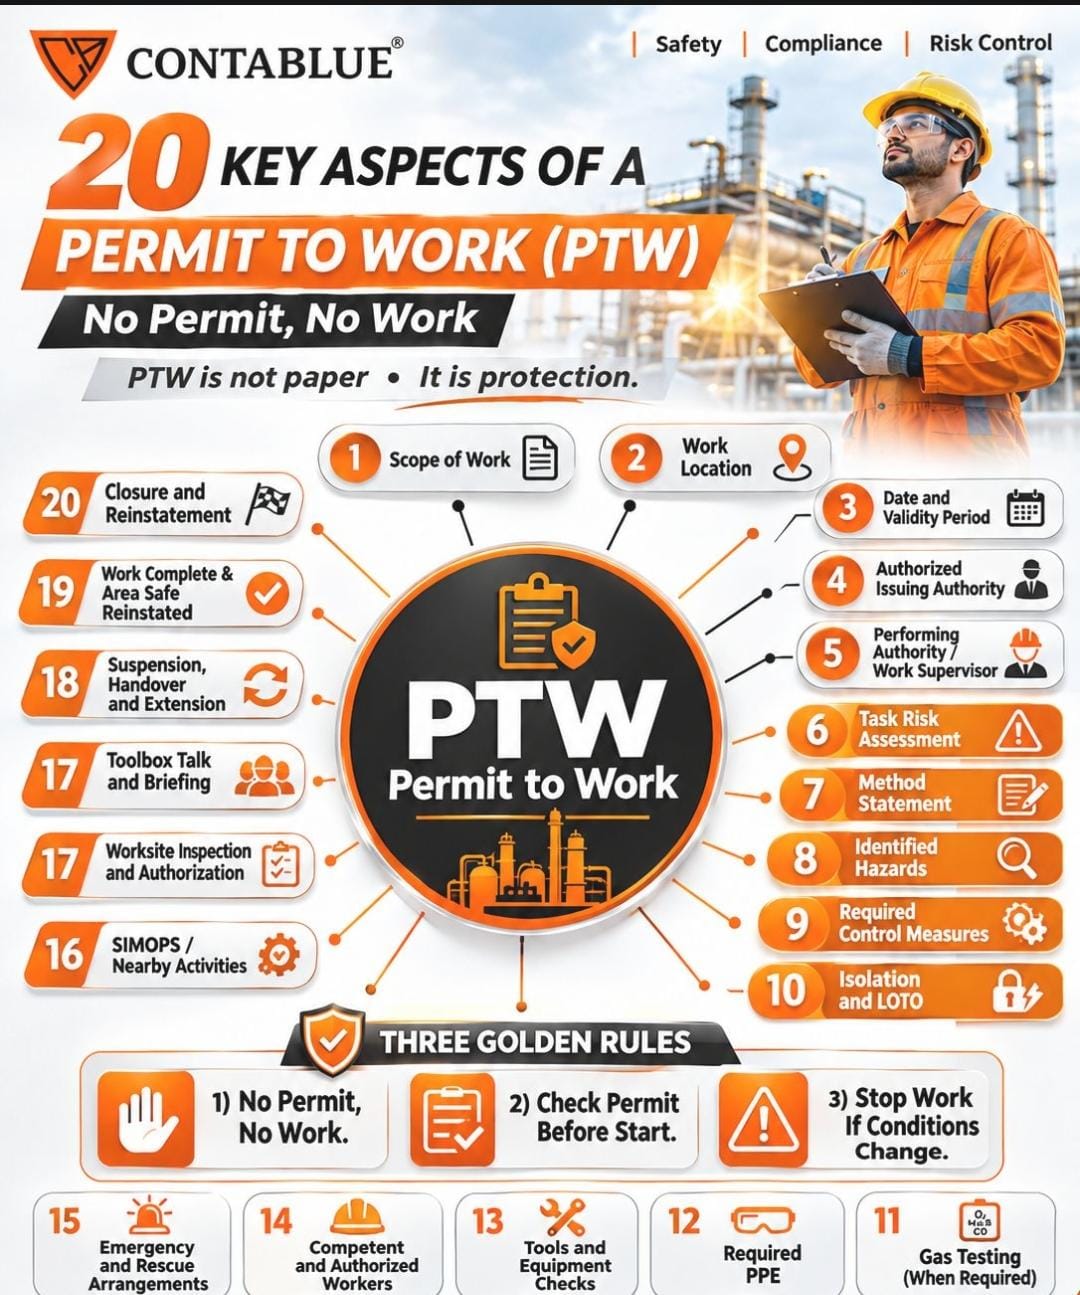 CONTABLUE®
| Safety | Compliance | Risk Control
20 KEY ASPECTS OF A
PERMIT TO WORK (PTW)
No Permit, No Work
PTW is not paper • It is protection.
1 Scope of Work
2 Work
Location
3 Date and
Validity Period
4 Authorized
Issuing Authority
5 Performing
Authority /
Work Supervisor
6 Task Risk
Assessment
7 Method
Statement
8 Identified
Hazards
9 Required
Control Measures
10 Isolation
and LOTO
20 Closure and
Reinstatement
19 Work Complete &
Area Safe
Reinstated
18 Suspension,
Handover
and Extension
17 Toolbox Talk
and Briefing
17 Worksite Inspection
and Authorization
16 SIMOPS /
Nearby Activities
PTW
Permit to Work
THREE GOLDEN RULES
1) No Permit,
No Work.
2) Check Permit
Before Start.
3) Stop Work
If Conditions
Change.
15
Emergency
and Rescue
Arrangements
14
Competent
and Authorized
Workers
13
Tools and
Equipment
Checks
12
Required
PPE
11
CO
Gas Testing
(When Required)